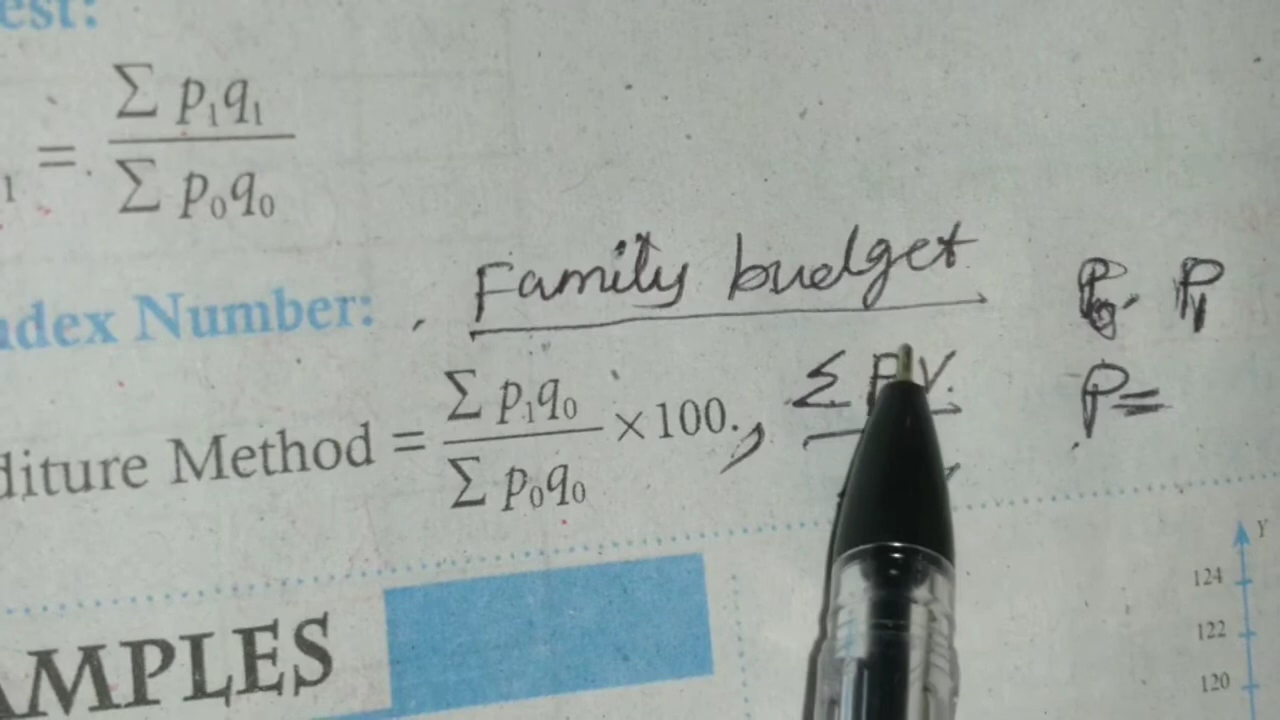 est:
1 = Σ p₁q₁ / Σ p₀q₀
Family budget
P₀, P₁
ndex Number:
diture Method = Σ p₁q₀ / Σ p₀q₀ ×100., Σ PV
P=
AMPLES
Y
124
122
120